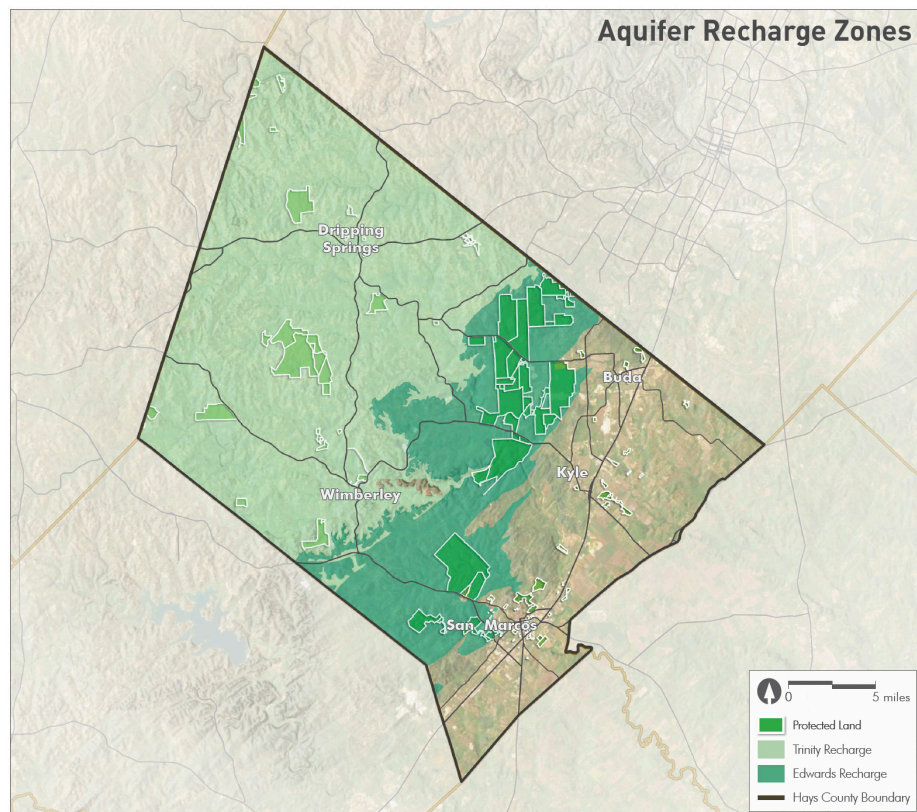 Aquifer Recharge Zones
Dripping
Springs
Buda
Kyle
Wimberley
San Marcos
0 5 miles
Protected Land
Trinity Recharge
Edwards Recharge
Hays County Boundary